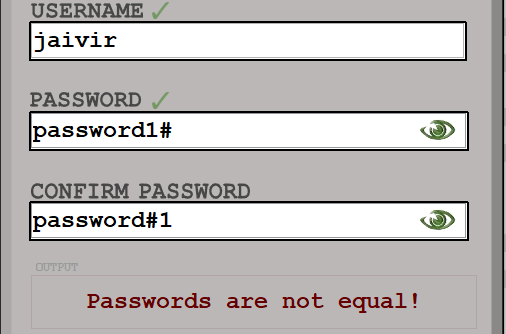 USERNAME ✓
jaivir
PASSWORD ✓
password1#
CONFIRM PASSWORD
password#1
OUTPUT
Passwords are not equal!